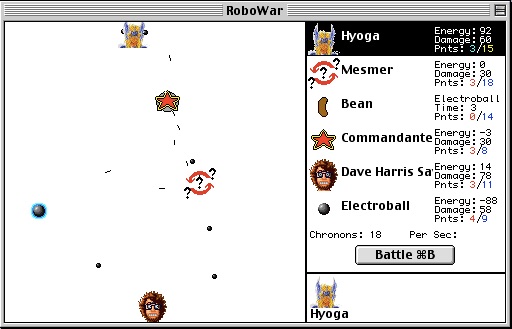 RoboWar
Hyoga
Energy: 92
Damage: 60
Pnts: 3/15
Mesmer
Energy: 0
Damage: 30
Pnts: 3/18
Bean
Electroball
Time: 3
Pnts: 0/14
Commandante
Energy: -3
Damage: 30
Pnts: 3/8
Dave Harris Sa
Energy: 14
Damage: 78
Pnts: 3/11
Electroball
Energy: -88
Damage: 58
Pnts: 4/9
Chronons: 18 Per Sec:
Battle ⌘B
Hyoga
? ? ?
? ? ?